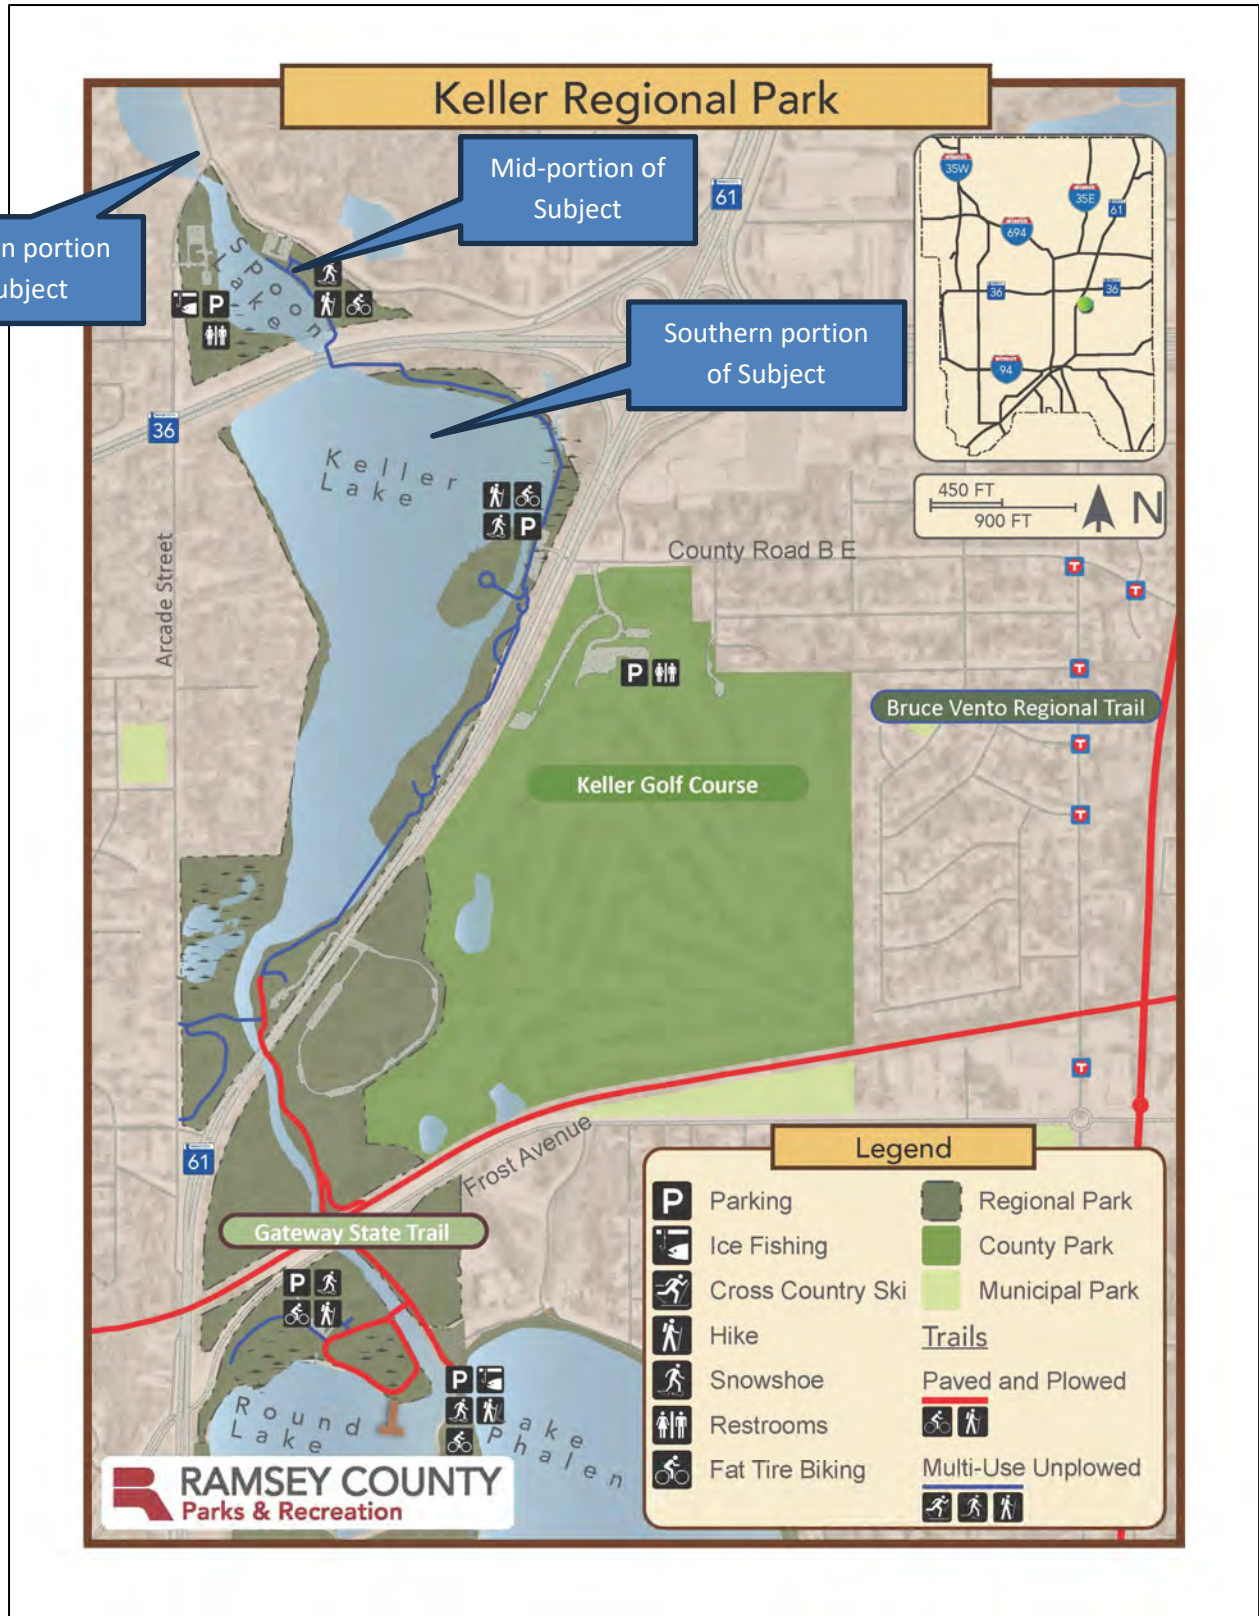 Keller Regional Park
Mid-portion of
Subject
61
n portion
ubject
35W
35E
61
694
36
36
94
Spoon
Lake
P
Southern portion
of Subject
36
Keller
Lake
P
450 FT
900 FT
N
County Road B E
Arcade Street
T
T
T
P
Bruce Vento Regional Trail
T
Keller Golf Course
T
T
61
Frost Avenue
Gateway State Trail
P
P
Round
Lake
ake
Phalen
RAMSEY COUNTY
Parks & Recreation
Legend
P Parking
Ice Fishing
Cross Country Ski
Hike
Snowshoe
Restrooms
Fat Tire Biking
Regional Park
County Park
Municipal Park
Trails
Paved and Plowed
Multi-Use Unplowed